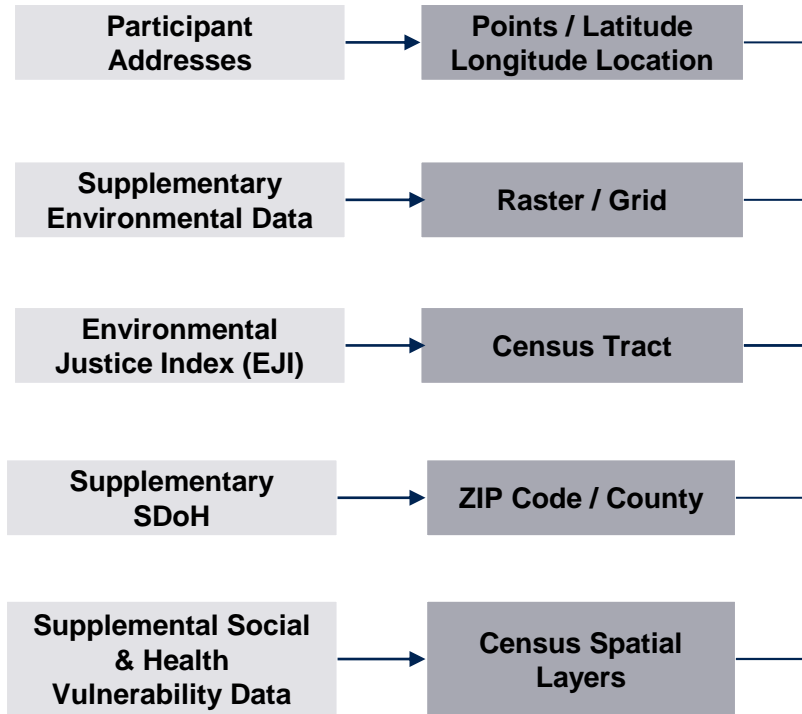 Participant
Addresses
Points / Latitude
Longitude Location
Supplementary
Environmental Data
Raster / Grid
Environmental
Justice Index (EJI)
Census Tract
Supplementary
SDoH
ZIP Code / County
Supplemental Social
& Health
Vulnerability Data
Census Spatial
Layers